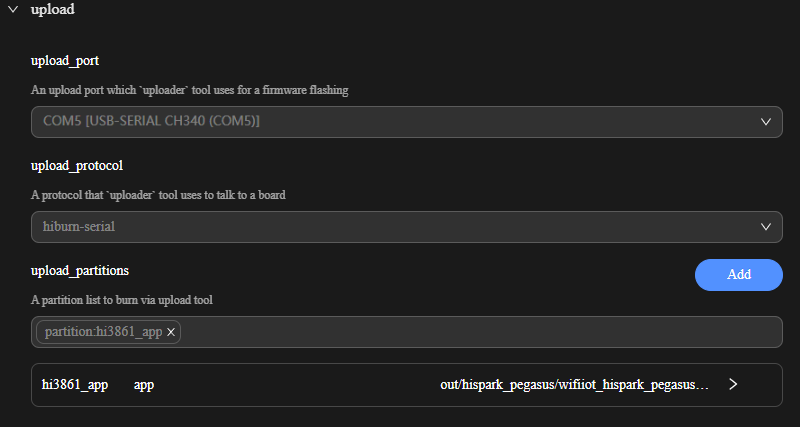 upload
upload_port
An upload port which `uploader` tool uses for a firmware flashing
COM5 [USB-SERIAL CH340 (COM5)]
upload_protocol
A protocol that `uploader` tool uses to talk to a board
hiburn-serial
upload_partitions
Add
A partition list to burn via upload tool
partition:hi3861_app
hi3861_app app out/hispark_pegasus/wifiiot_hispark_pegasus…